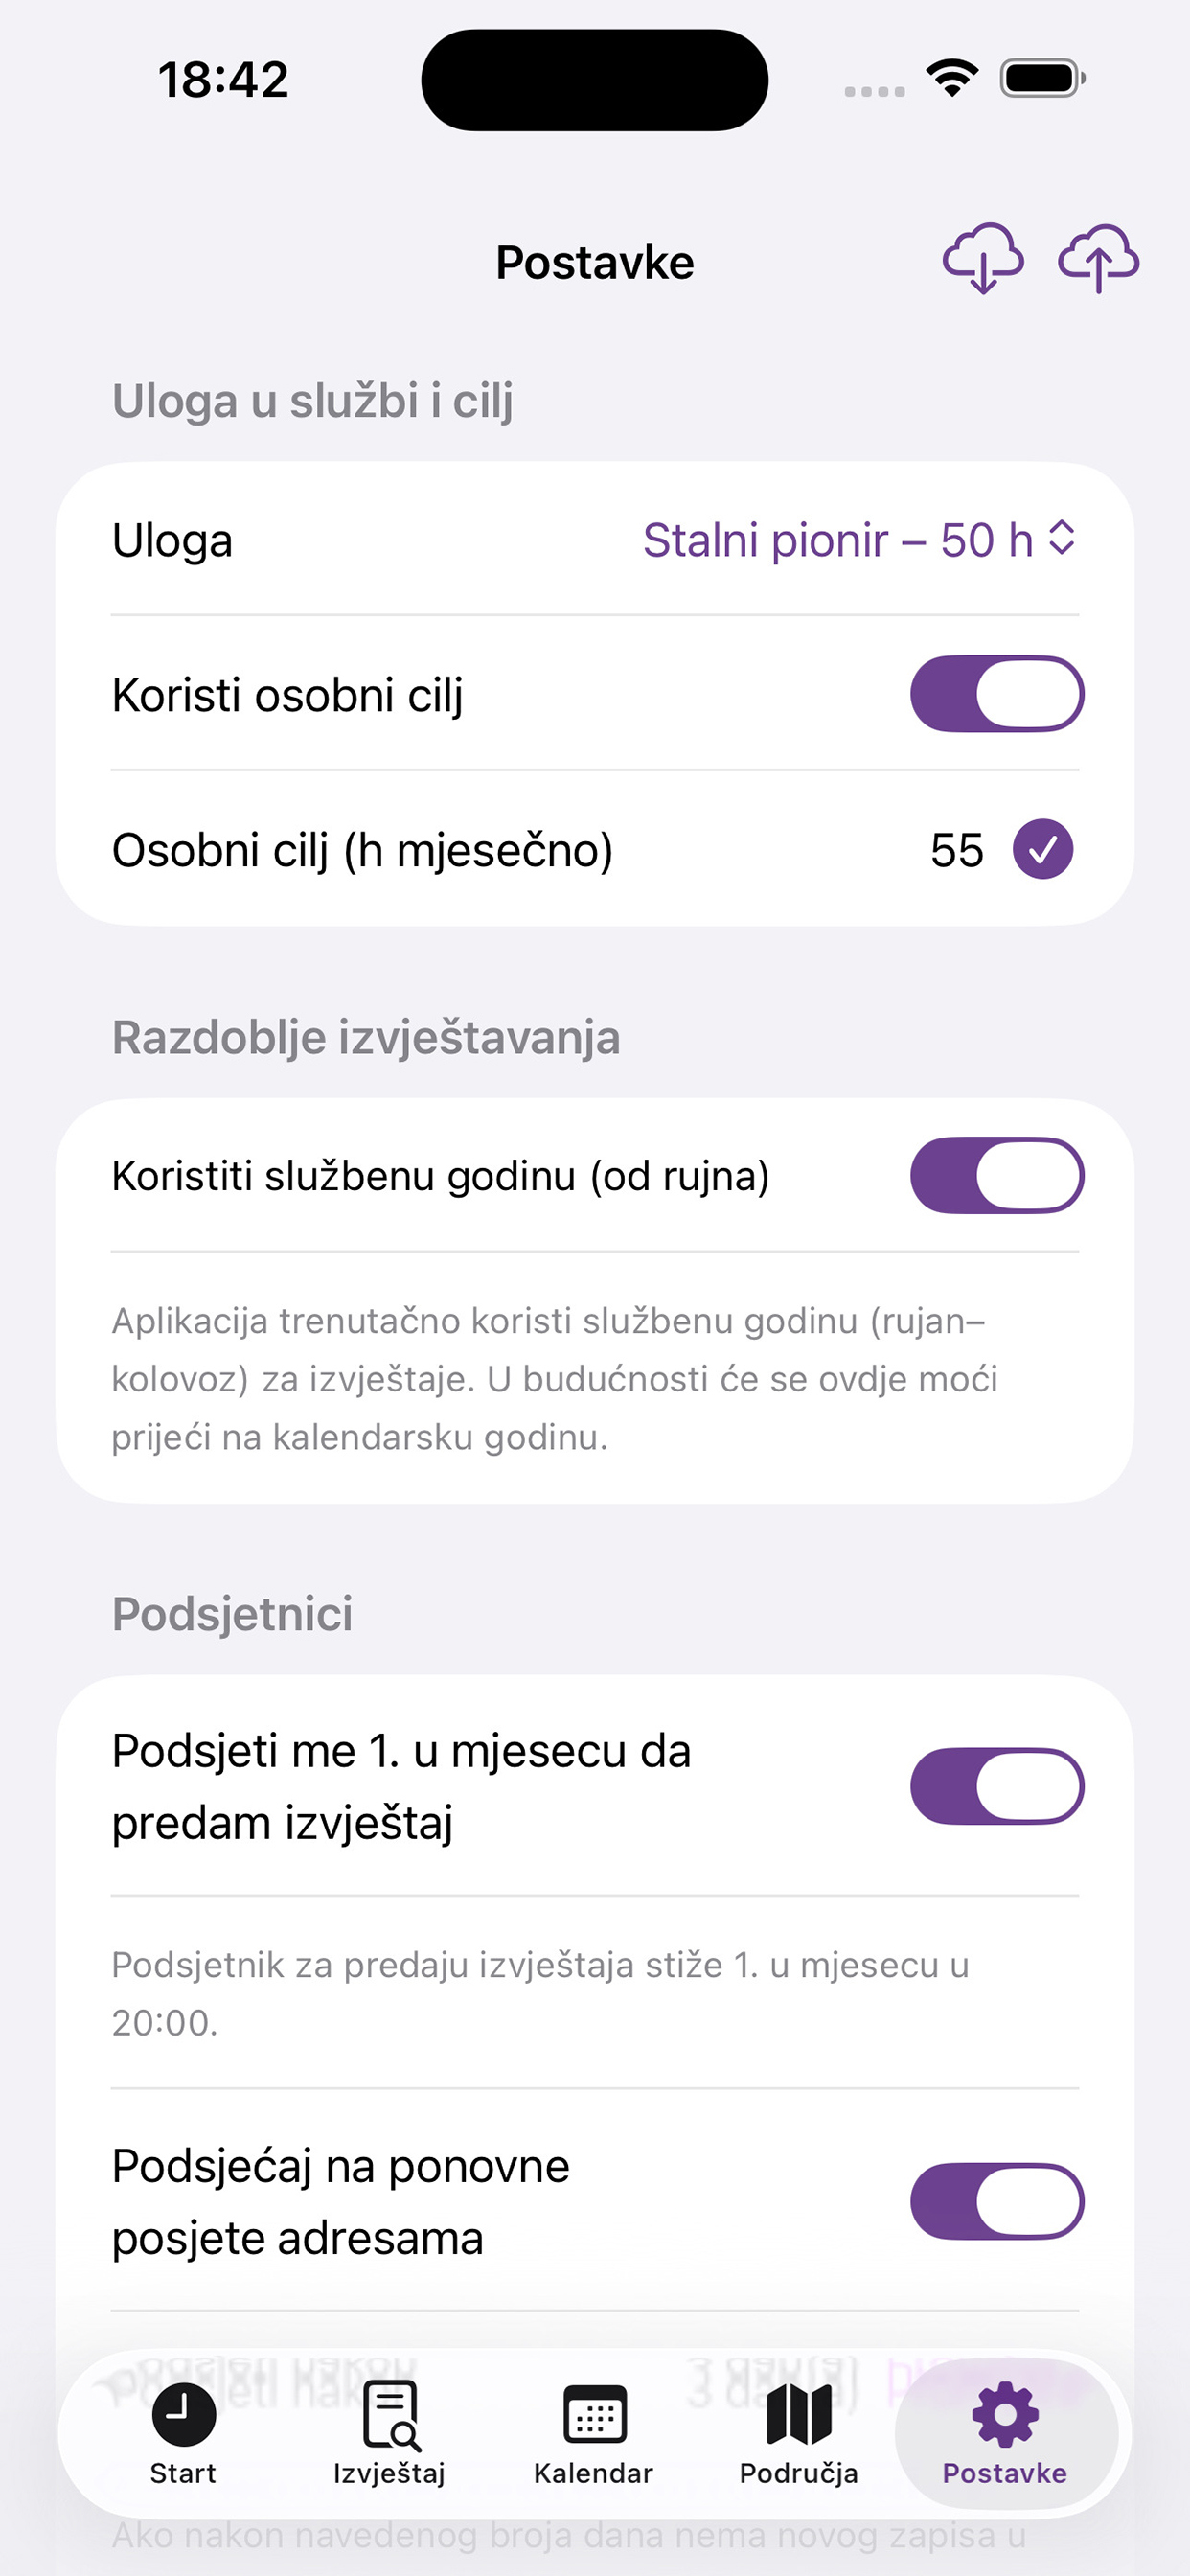 18:42
Postavke
Uloga u službi i cilj
Uloga
Stalni pionir – 50 h
Koristi osobni cilj
Osobni cilj (h mjesečno)
55
Razdoblje izvještavanja
Koristiti službenu godinu (od rujna)
Aplikacija trenutačno koristi službenu godinu (rujan–
kolovoz) za izvještaje. U budućnosti će se ovdje moći
prijeći na kalendarsku godinu.
Podsjetnici
Podsjeti me 1. u mjesecu da
predam izvještaj
Podsjetnik za predaju izvještaja stiže 1. u mjesecu u
20:00.
Podsjećaj na ponovne
posjete adresama
Start
Izvještaj
Kalendar
Područja
Postavke
Ako nakon navedenog broja dana nema novog zapisa u